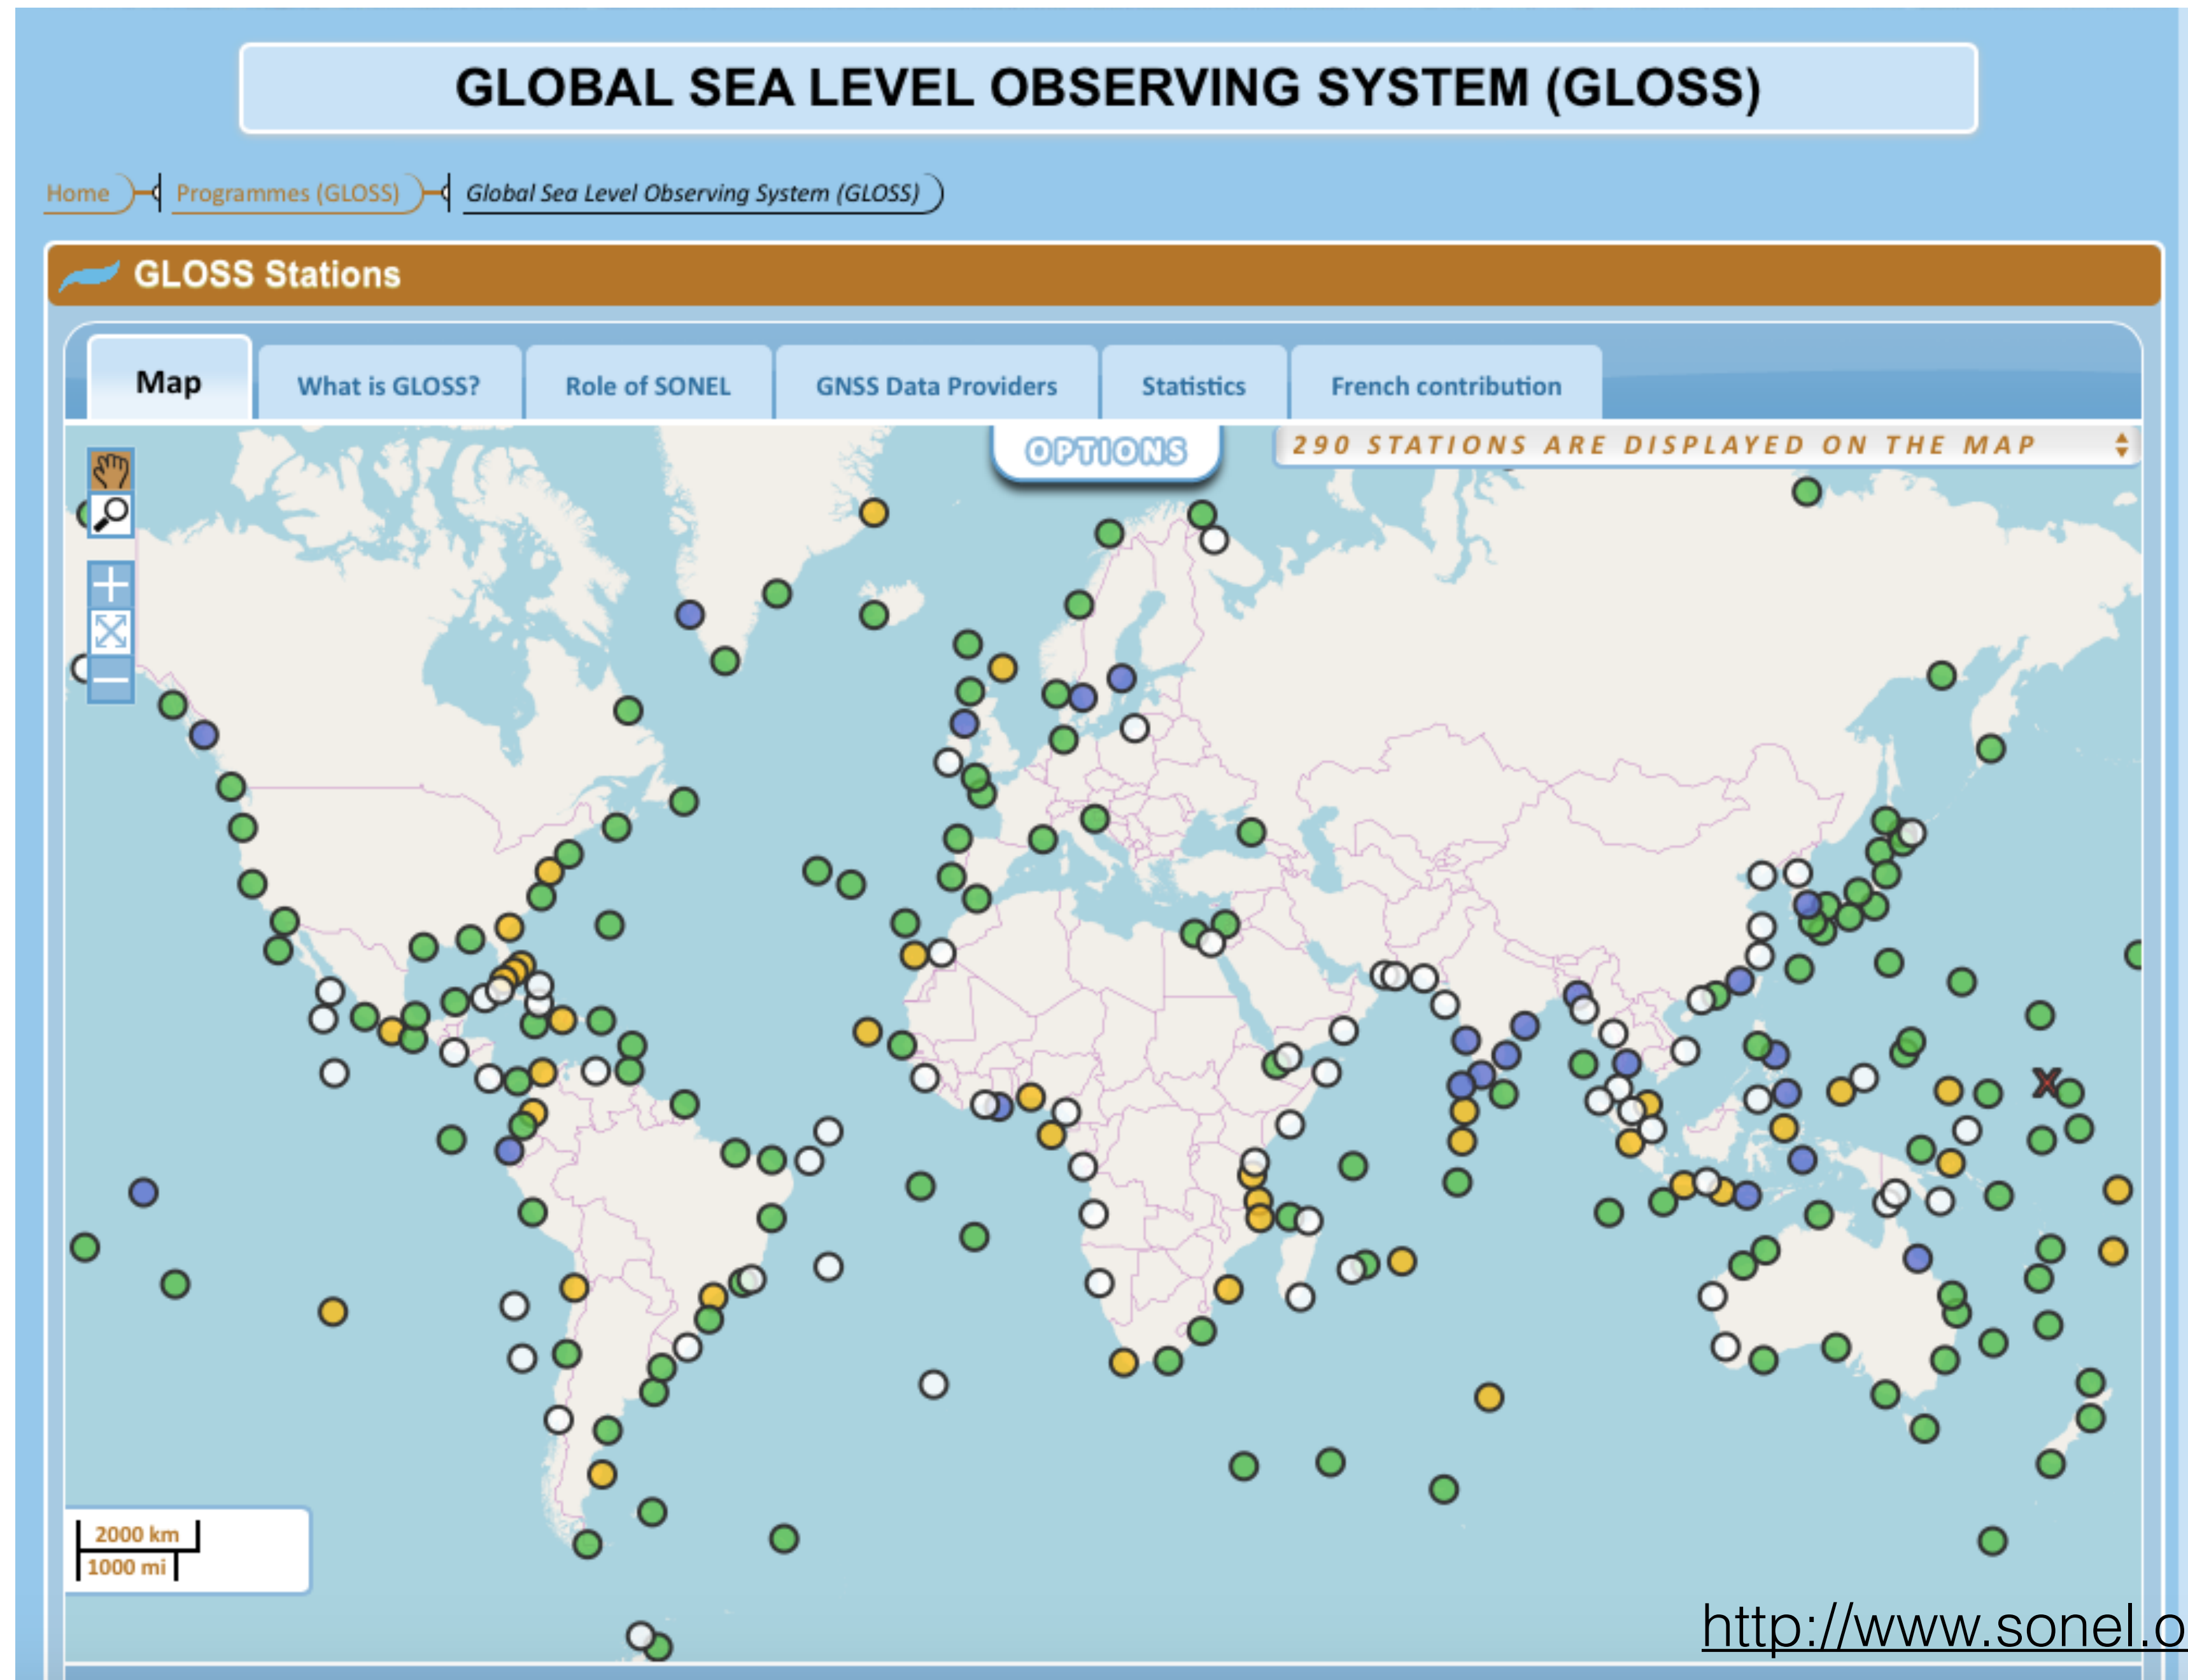 GLOBAL SEA LEVEL OBSERVING SYSTEM (GLOSS)
Home Programmes (GLOSS) Global Sea Level Observing System (GLOSS)
GLOSS Stations
Map What is GLOSS? Role of SONEL GNSS Data Providers Statistics French contribution
OPTIONS 290 STATIONS ARE DISPLAYED ON THE MAP
X
2000 km
1000 mi
http://www.sonel.o